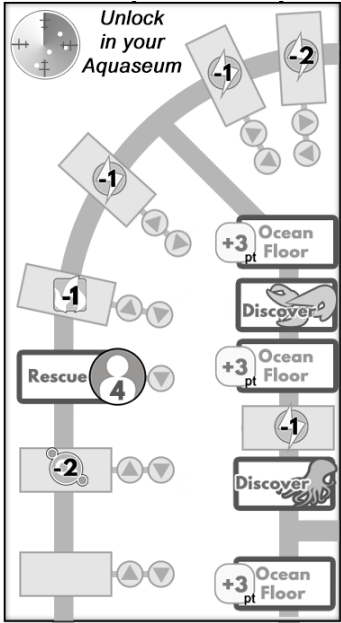 Unlock
in your
Aquaseum
-1
-2
-1
+3
pt
Ocean
Floor
-1
Discover
Rescue
4
+3
pt
Ocean
Floor
-1
-2
Discover
+3
pt
Ocean
Floor